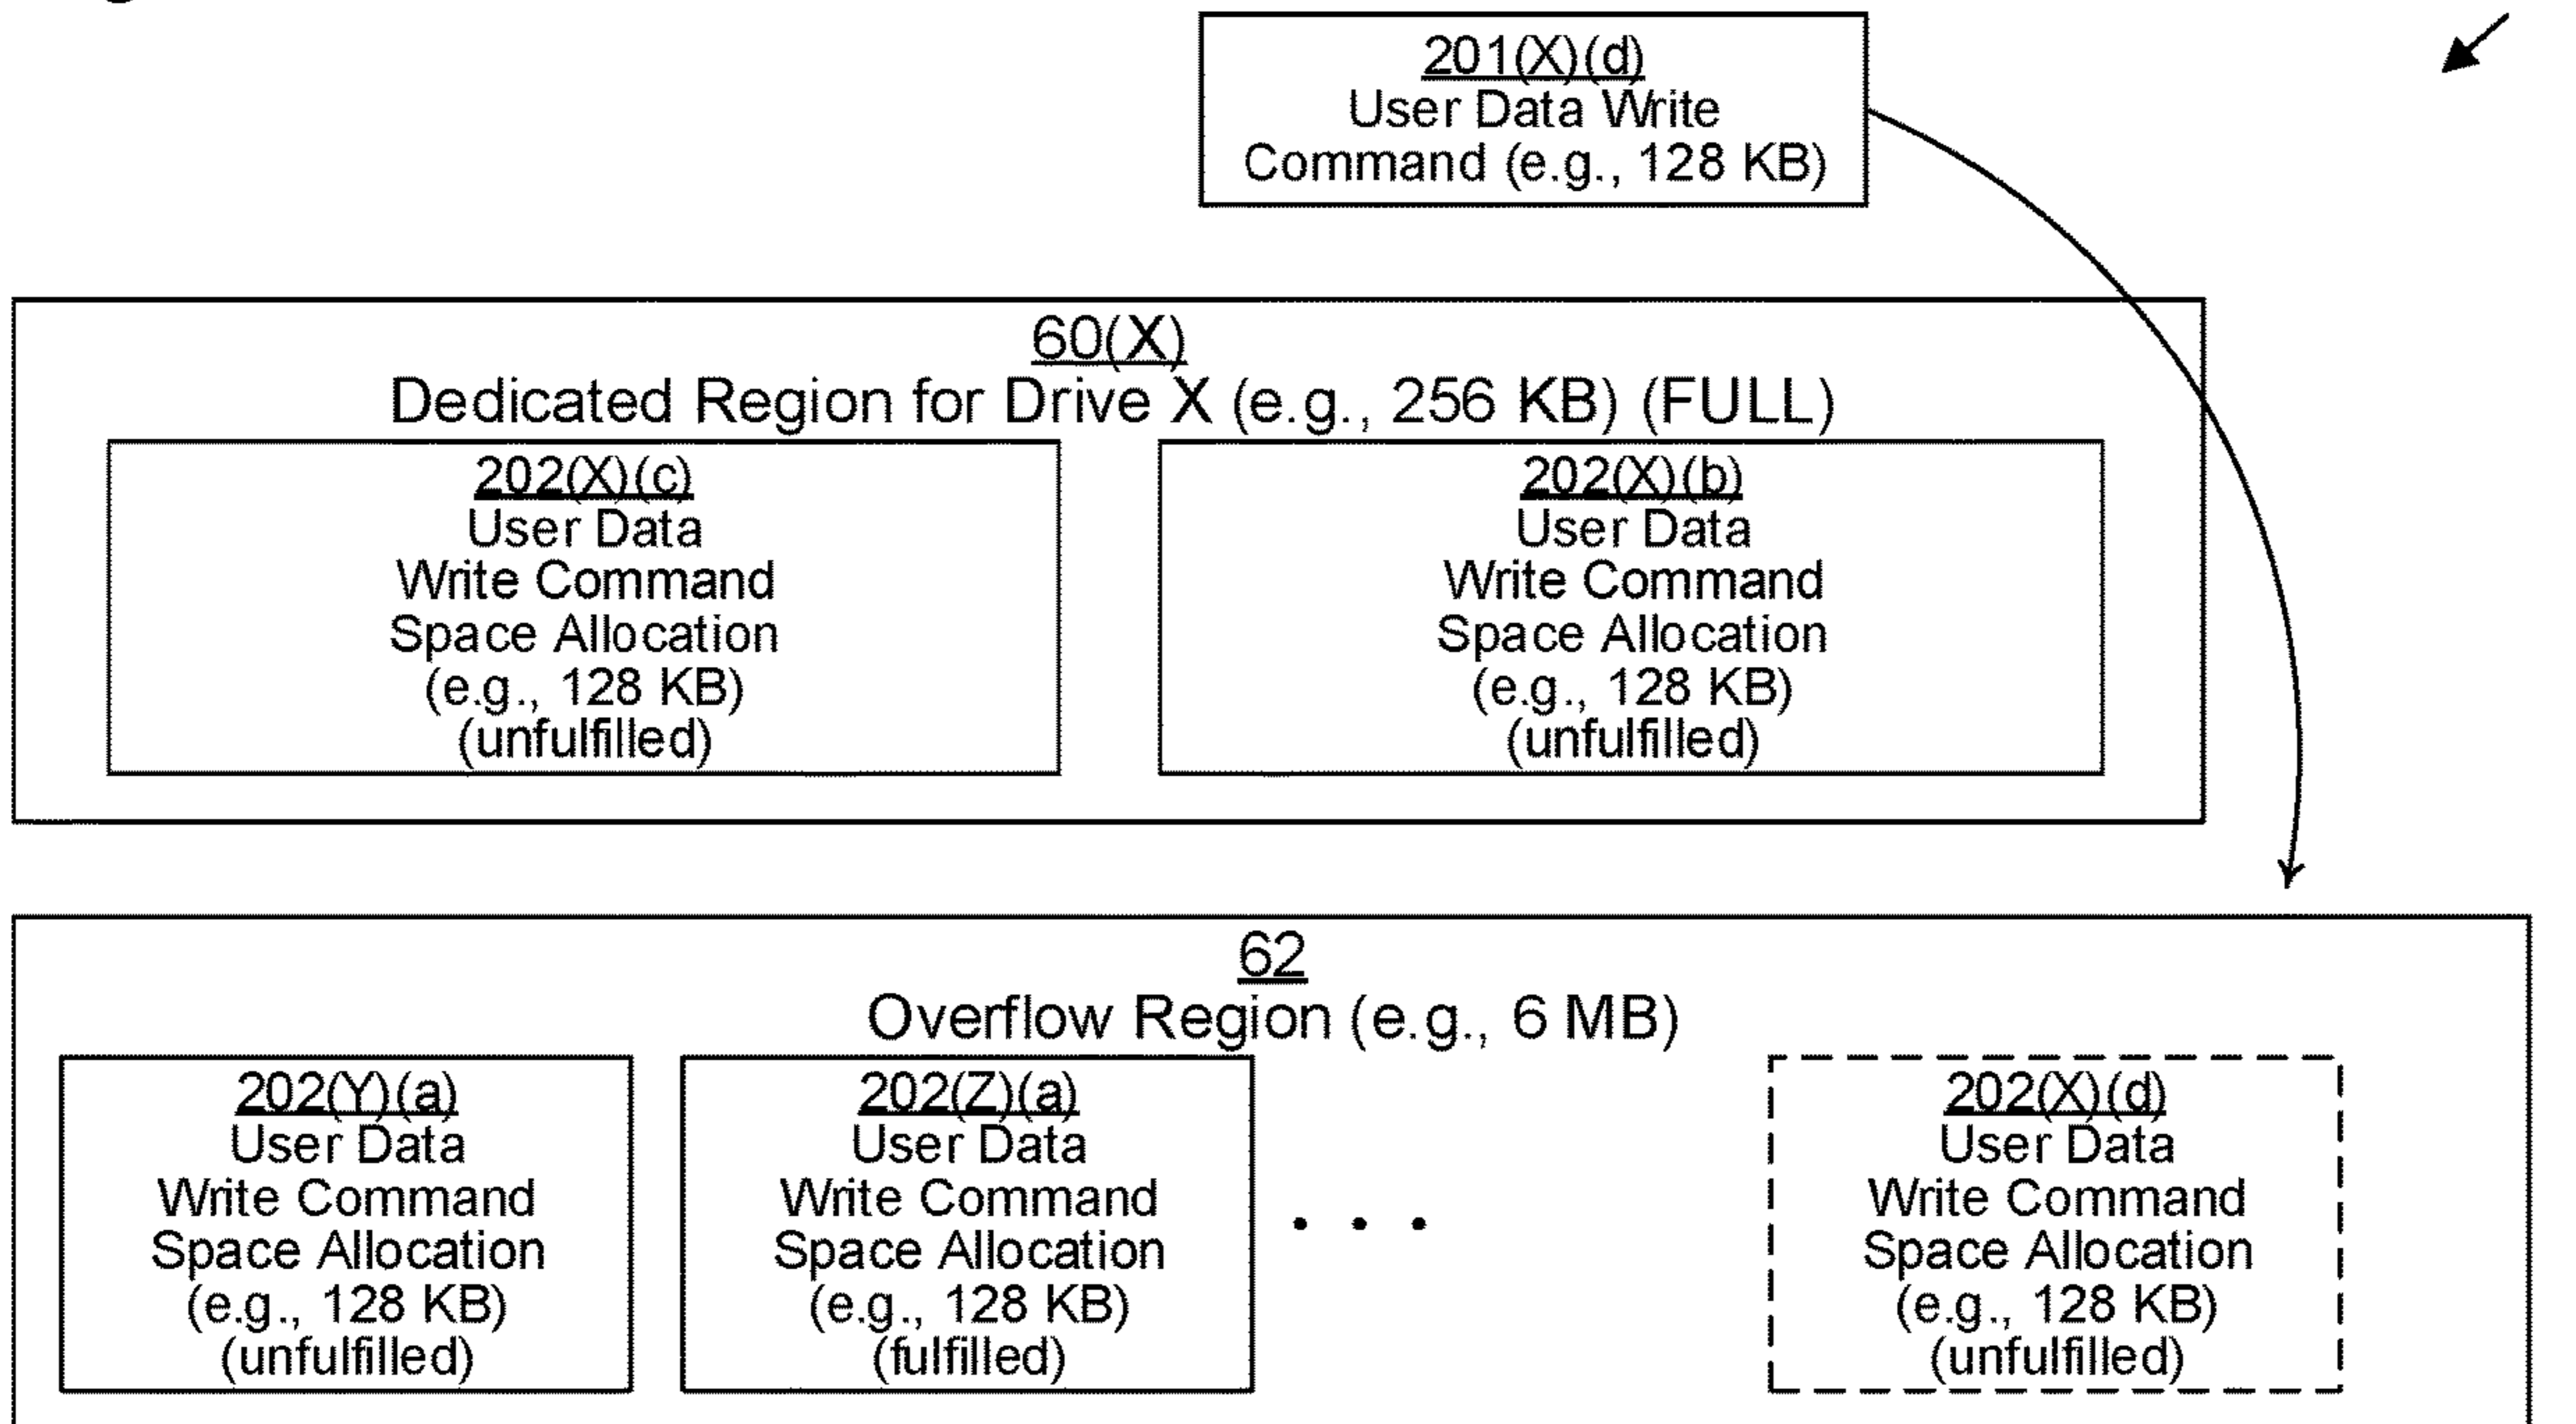 201(X)(d)
User Data Write
Command (e.g., 128 KB)
60(X)
Dedicated Region for Drive X (e.g., 256 KB) (FULL)
202(X)(c)
User Data
Write Command
Space Allocation
(e.g., 128 KB)
(unfulfilled)
202(X)(b)
User Data
Write Command
Space Allocation
(e.g., 128 KB)
(unfulfilled)
62
Overflow Region (e.g., 6 MB)
202(Y)(a)
User Data
Write Command
Space Allocation
(e.g., 128 KB)
(unfulfilled)
202(Z)(a)
User Data
Write Command
Space Allocation
(e.g., 128 KB)
(fulfilled)
. . .
202(X)(d)
User Data
Write Command
Space Allocation
(e.g., 128 KB)
(unfulfilled)